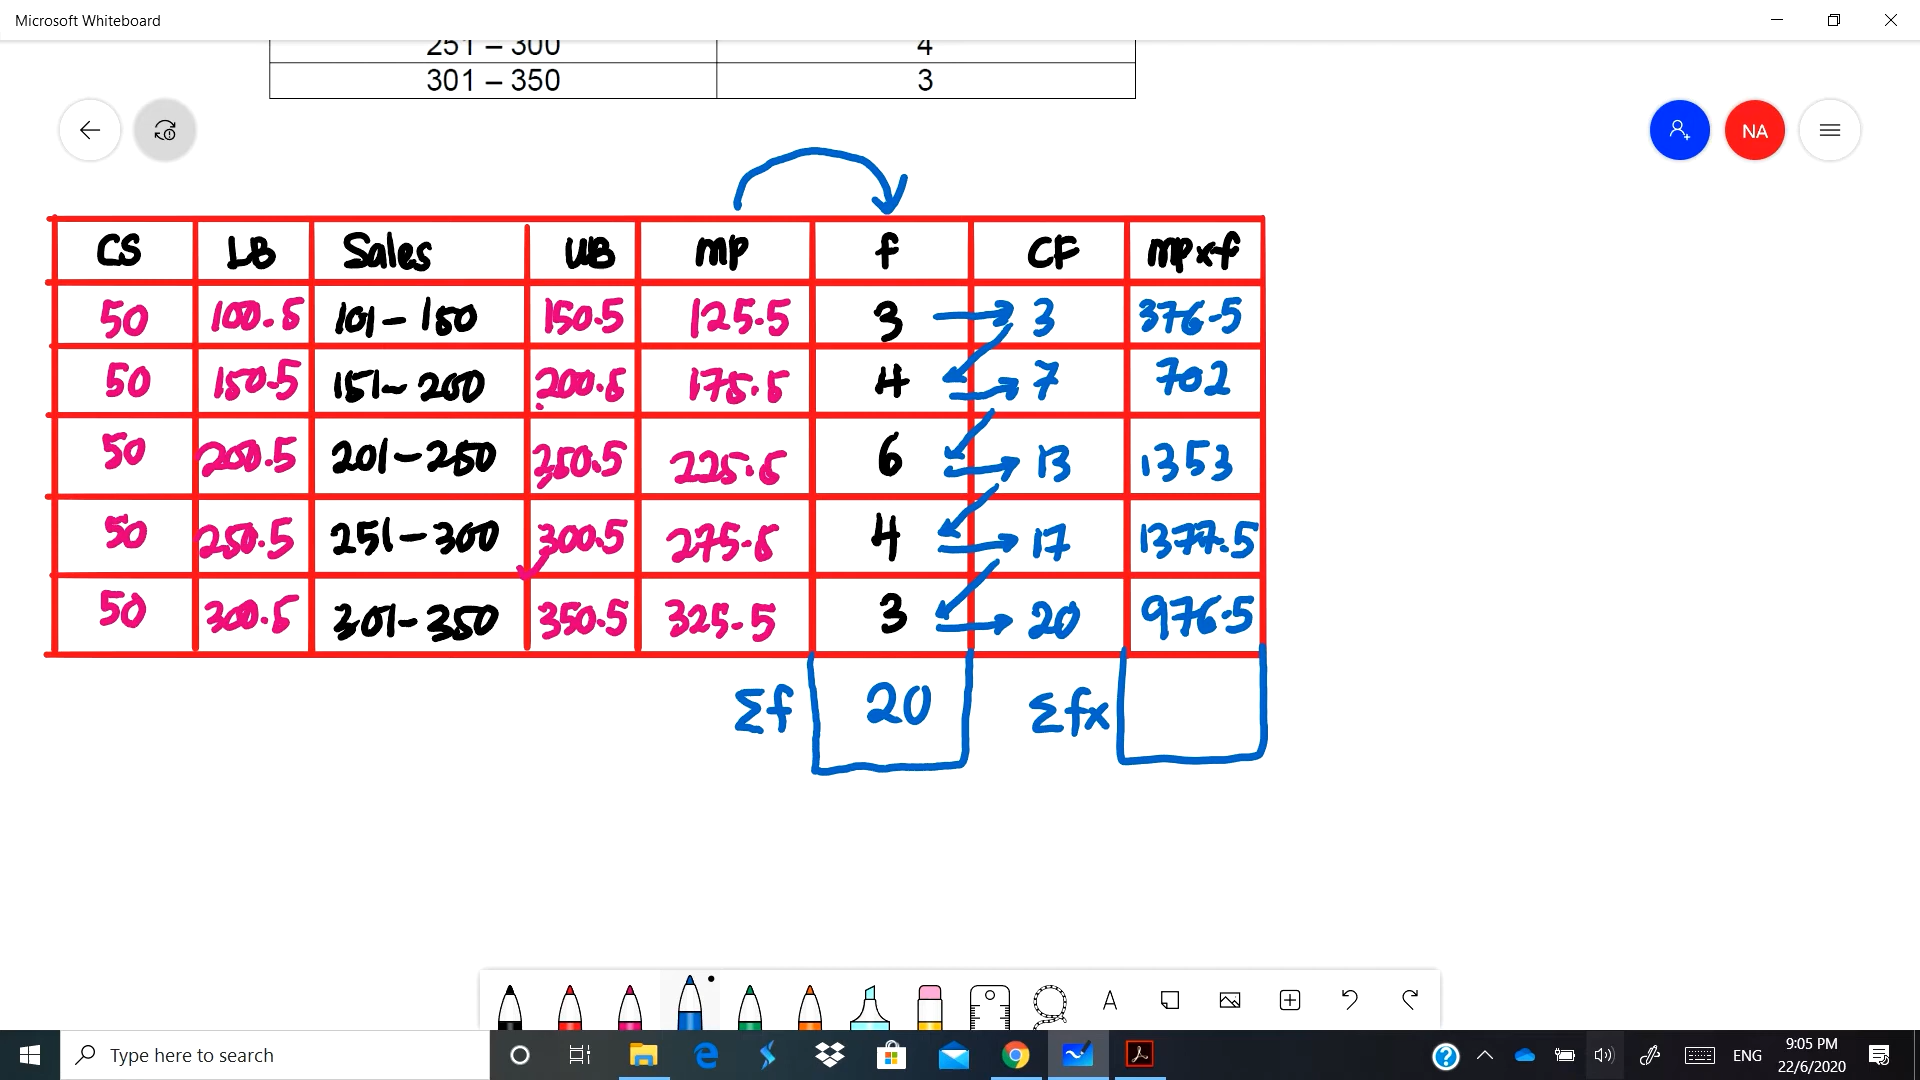 Microsoft Whiteboard
251 – 300 4
301 – 350 3
NA
CS LB Sales UB MP f CF MP x f
50 100.5 101 - 150 150.5 125.5 3 3 376.5
50 150.5 151 - 200 200.5 175.5 4 7 702
50 200.5 201 - 250 250.5 225.5 6 13 1353
50 250.5 251 - 300 300.5 275.5 4 17 1377.5
50 300.5 301 - 350 350.5 325.5 3 20 976.5
Σf 20 Σfx
A
Type here to search
ENG
9:05 PM
22/6/2020